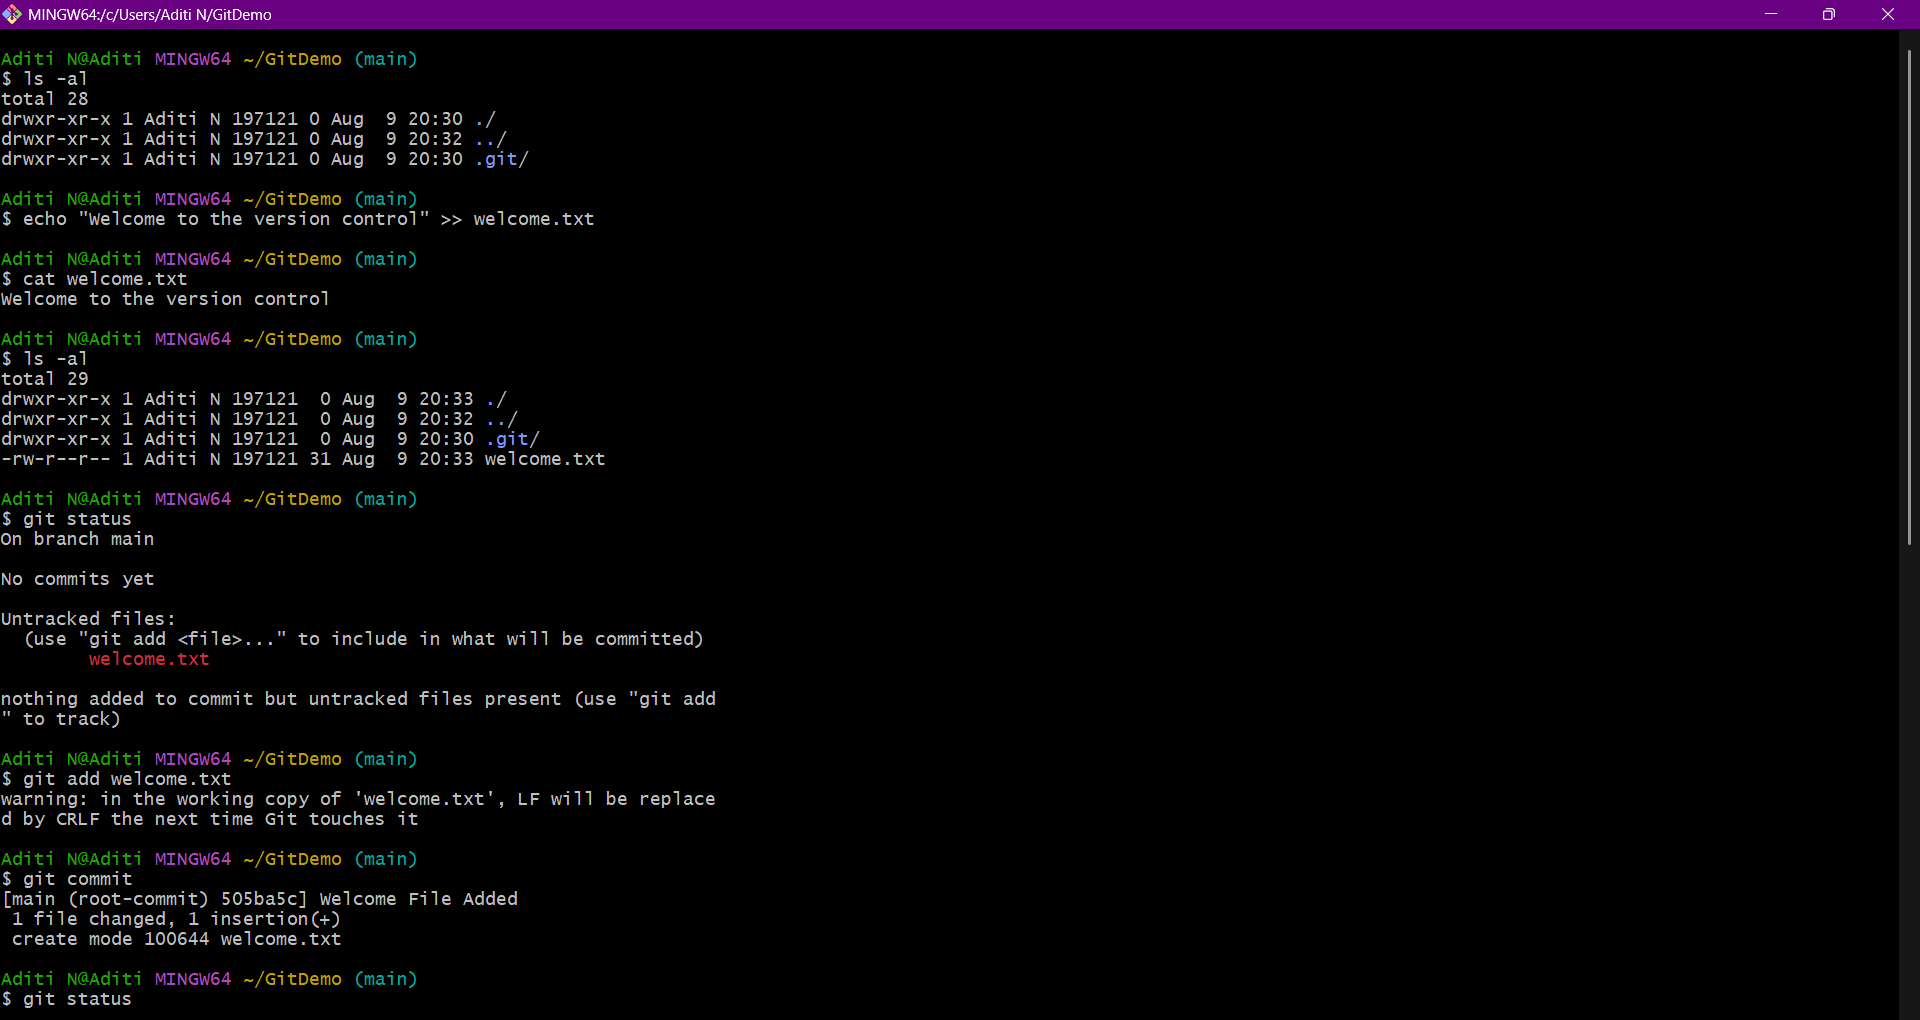 MINGW64:/c/Users/Aditi N/GitDemo
Aditi N@Aditi MINGW64 ~/GitDemo (main)
$ ls -al
total 28
drwxr-xr-x 1 Aditi N 197121 0 Aug  9 20:30 ./
drwxr-xr-x 1 Aditi N 197121 0 Aug  9 20:32 ../
drwxr-xr-x 1 Aditi N 197121 0 Aug  9 20:30 .git/
Aditi N@Aditi MINGW64 ~/GitDemo (main)
$ echo "Welcome to the version control" >> welcome.txt
Aditi N@Aditi MINGW64 ~/GitDemo (main)
$ cat welcome.txt
Welcome to the version control
Aditi N@Aditi MINGW64 ~/GitDemo (main)
$ ls -al
total 29
drwxr-xr-x 1 Aditi N 197121  0 Aug  9 20:33 ./
drwxr-xr-x 1 Aditi N 197121  0 Aug  9 20:32 ../
drwxr-xr-x 1 Aditi N 197121  0 Aug  9 20:30 .git/
-rw-r--r-- 1 Aditi N 197121 31 Aug  9 20:33 welcome.txt
Aditi N@Aditi MINGW64 ~/GitDemo (main)
$ git status
On branch main
No commits yet
Untracked files:
  (use "git add <file>..." to include in what will be committed)
        welcome.txt
nothing added to commit but untracked files present (use "git add
" to track)
Aditi N@Aditi MINGW64 ~/GitDemo (main)
$ git add welcome.txt
warning: in the working copy of 'welcome.txt', LF will be replace
d by CRLF the next time Git touches it
Aditi N@Aditi MINGW64 ~/GitDemo (main)
$ git commit
[main (root-commit) 505ba5c] Welcome File Added
 1 file changed, 1 insertion(+)
 create mode 100644 welcome.txt
Aditi N@Aditi MINGW64 ~/GitDemo (main)
$ git status